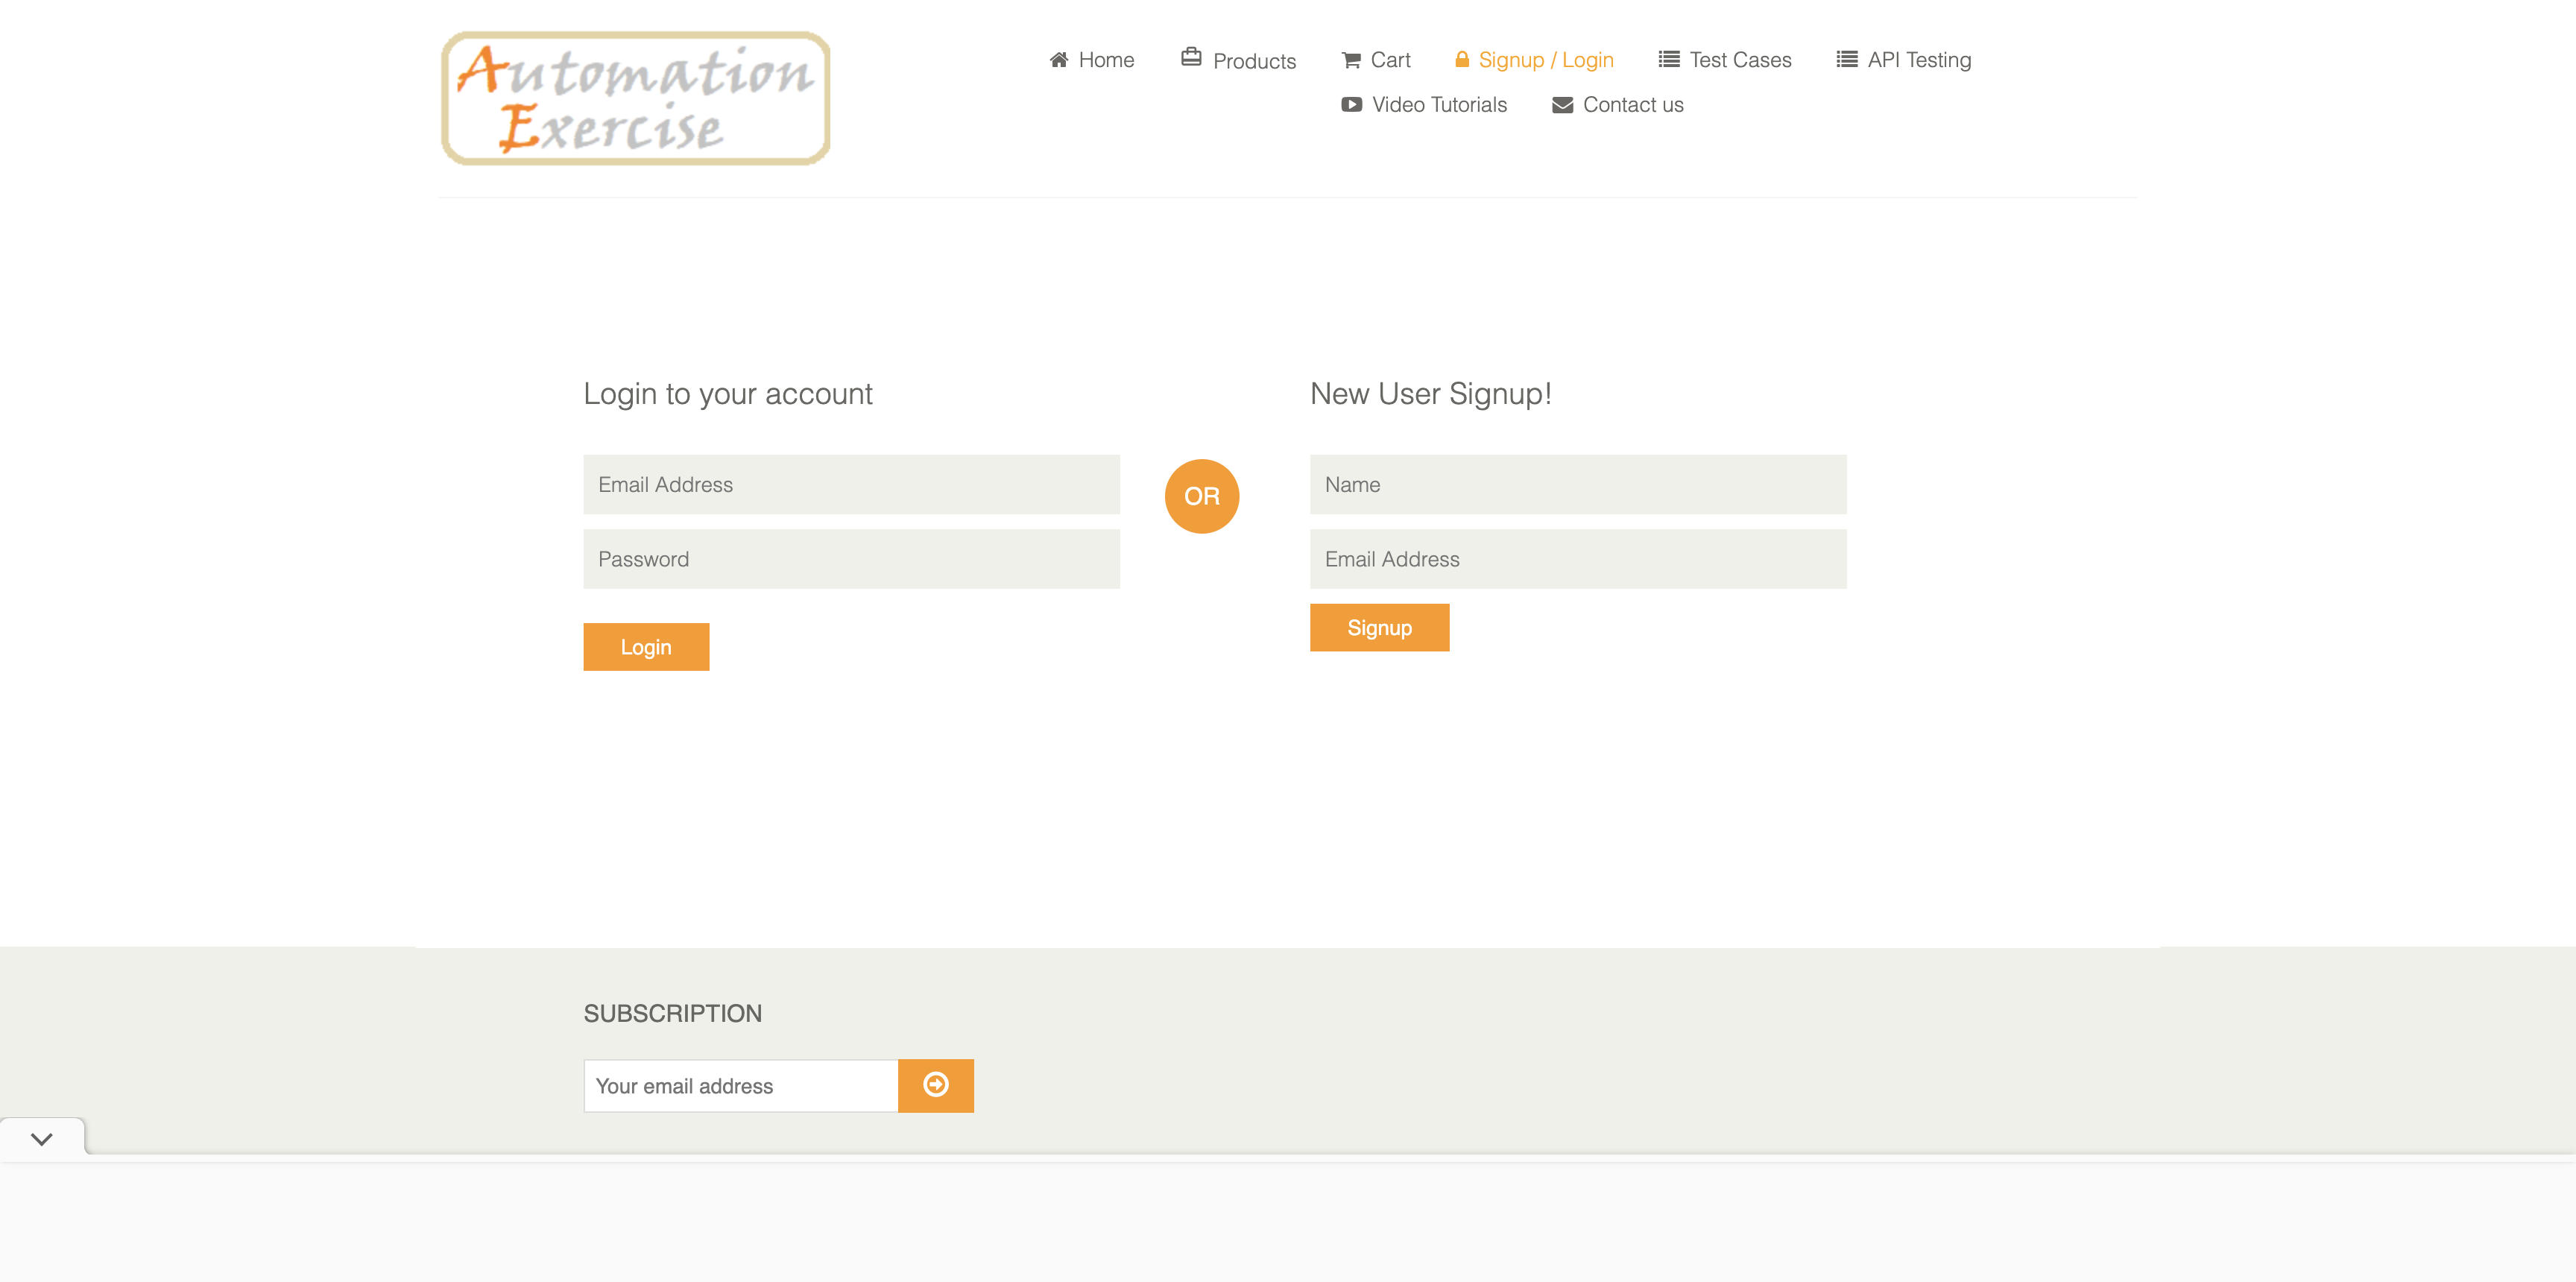 Automation
Exercise
Home Products Cart Signup / Login Test Cases API Testing
Video Tutorials Contact us
Login to your account
Email Address
Password
Login
OR
New User Signup!
Name
Email Address
Signup
SUBSCRIPTION
Your email address